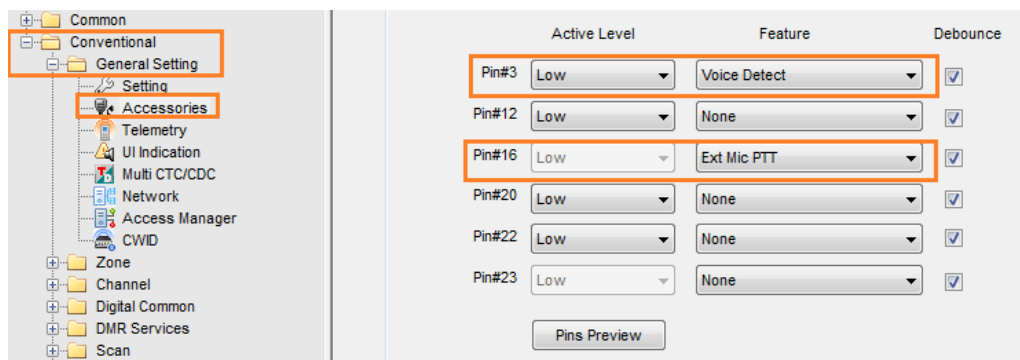 Common
Conventional
General Setting
Setting
Accessories
Telemetry
UI Indication
Multi CTC/CDC
Network
Access Manager
CWID
Zone
Channel
Digital Common
DMR Services
Scan
Active Level Feature Debounce
Pin#3 Low Voice Detect
Pin#12 Low None
Pin#16 Low Ext Mic PTT
Pin#20 Low None
Pin#22 Low None
Pin#23 Low None
Pins Preview